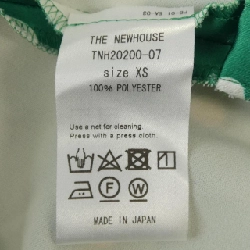 THE NEWHOUSE
TNH20200-07
size XS
100% POLYESTER
Use a net for cleaning.
Press with a press cloth.
F W
MADE IN JAPAN